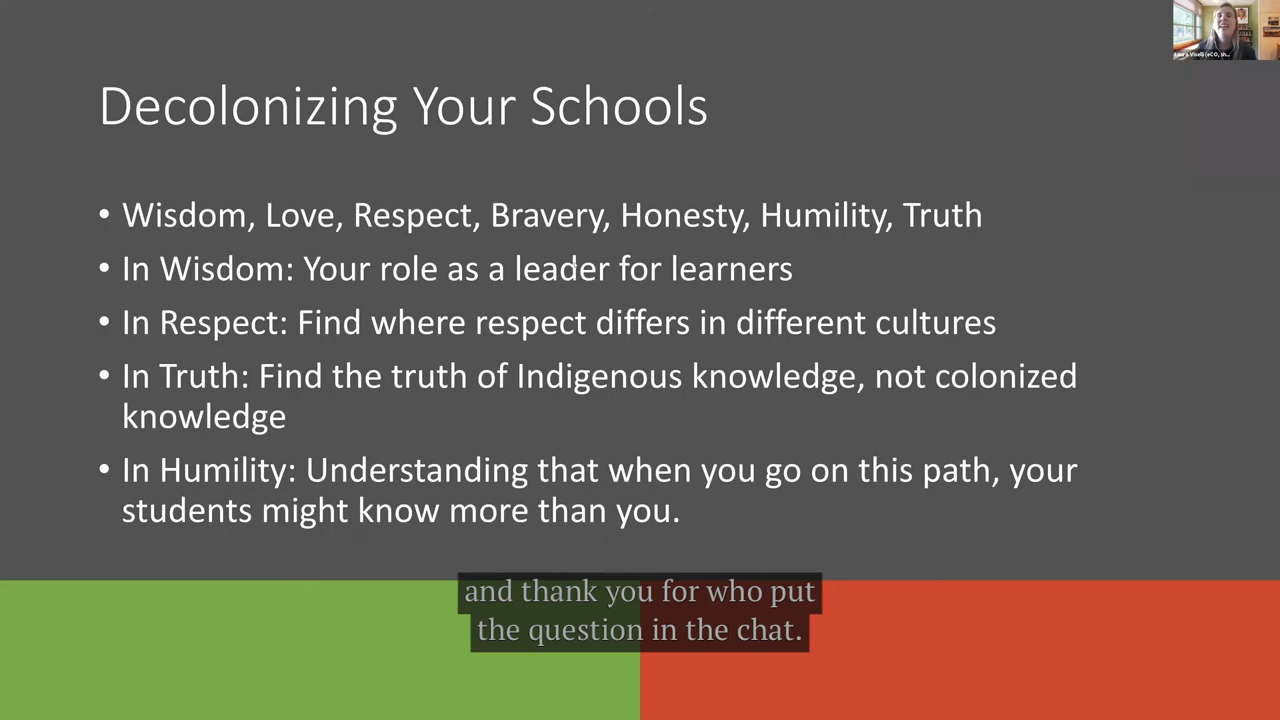 Decolonizing Your Schools
• Wisdom, Love, Respect, Bravery, Honesty, Humility, Truth
• In Wisdom: Your role as a leader for learners
• In Respect: Find where respect differs in different cultures
• In Truth: Find the truth of Indigenous knowledge, not colonized
knowledge
• In Humility: Understanding that when you go on this path, your
students might know more than you.
and thank you for who put
the question in the chat.